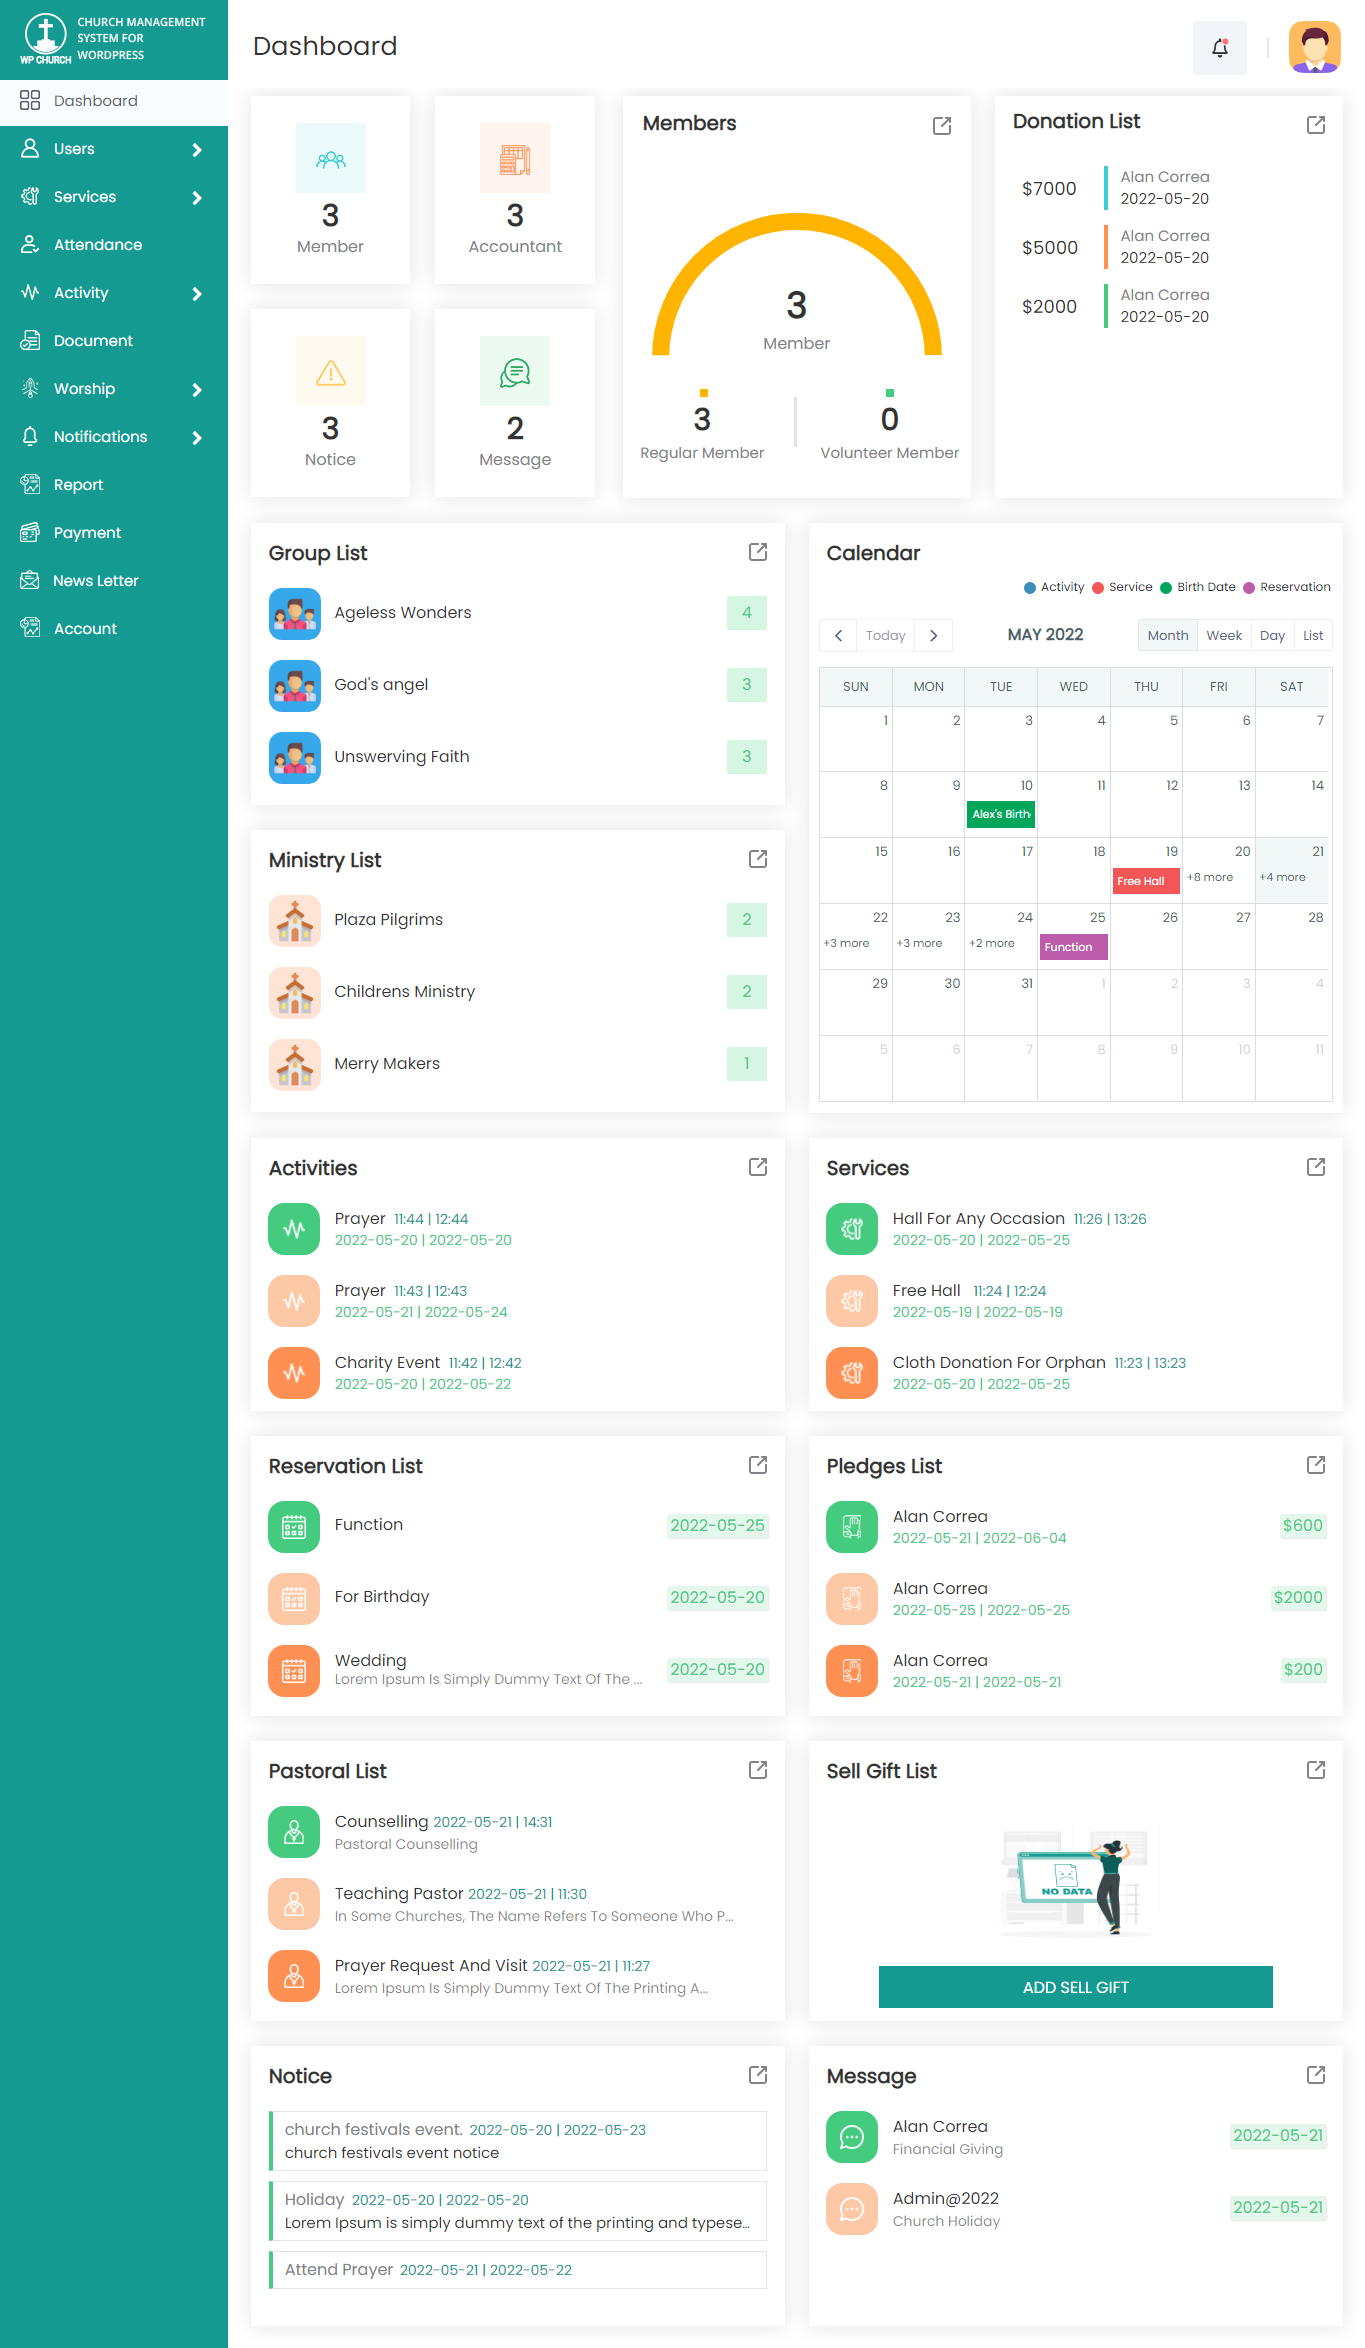 CHURCH MANAGEMENT
SYSTEM FOR
WORDPRESS
WP CHURCH
Dashboard
Dashboard
Users
Services
Attendance
Activity
Document
Worship
Notifications
Report
Payment
News Letter
Account
3
Member
3
Accountant
3
Notice
2
Message
Members
3
Member
3
Regular Member
0
Volunteer Member
Donation List
$7000
Alan Correa
2022-05-20
$5000
Alan Correa
2022-05-20
$2000
Alan Correa
2022-05-20
Group List
Ageless Wonders 4
God's angel 3
Unswerving Faith 3
Ministry List
Plaza Pilgrims 2
Childrens Ministry 2
Merry Makers 1
Calendar
Activity Service Birth Date Reservation
Today MAY 2022 Month Week Day List
SUN MON TUE WED THU FRI SAT
1 2 3 4 5 6 7
8 9 10 11 12 13 14
Alex's Birth
15 16 17 18 19 20 21
Free Hall +8 more +4 more
22 23 24 25 26 27 28
+3 more +3 more +2 more Function
29 30 31 1 2 3 4
5 6 7 8 9 10 11
Activities
Prayer 11:44 | 12:44
2022-05-20 | 2022-05-20
Prayer 11:43 | 12:43
2022-05-21 | 2022-05-24
Charity Event 11:42 | 12:42
2022-05-20 | 2022-05-22
Services
Hall For Any Occasion 11:26 | 13:26
2022-05-20 | 2022-05-25
Free Hall 11:24 | 12:24
2022-05-19 | 2022-05-19
Cloth Donation For Orphan 11:23 | 13:23
2022-05-20 | 2022-05-25
Reservation List
Function 2022-05-25
For Birthday 2022-05-20
Wedding
Lorem Ipsum Is Simply Dummy Text Of The ... 2022-05-20
Pledges List
Alan Correa
2022-05-21 | 2022-06-04 $600
Alan Correa
2022-05-25 | 2022-05-25 $2000
Alan Correa
2022-05-21 | 2022-05-21 $200
Pastoral List
Counselling 2022-05-21 | 14:31
Pastoral Counselling
Teaching Pastor 2022-05-21 | 11:30
In Some Churches, The Name Refers To Someone Who P...
Prayer Request And Visit 2022-05-21 | 11:27
Lorem Ipsum Is Simply Dummy Text Of The Printing A...
Sell Gift List
NO DATA
ADD SELL GIFT
Notice
church festivals event. 2022-05-20 | 2022-05-23
church festivals event notice
Holiday 2022-05-20 | 2022-05-20
Lorem Ipsum is simply dummy text of the printing and typese...
Attend Prayer 2022-05-21 | 2022-05-22
Message
Alan Correa
Financial Giving 2022-05-21
Admin@2022
Church Holiday 2022-05-21